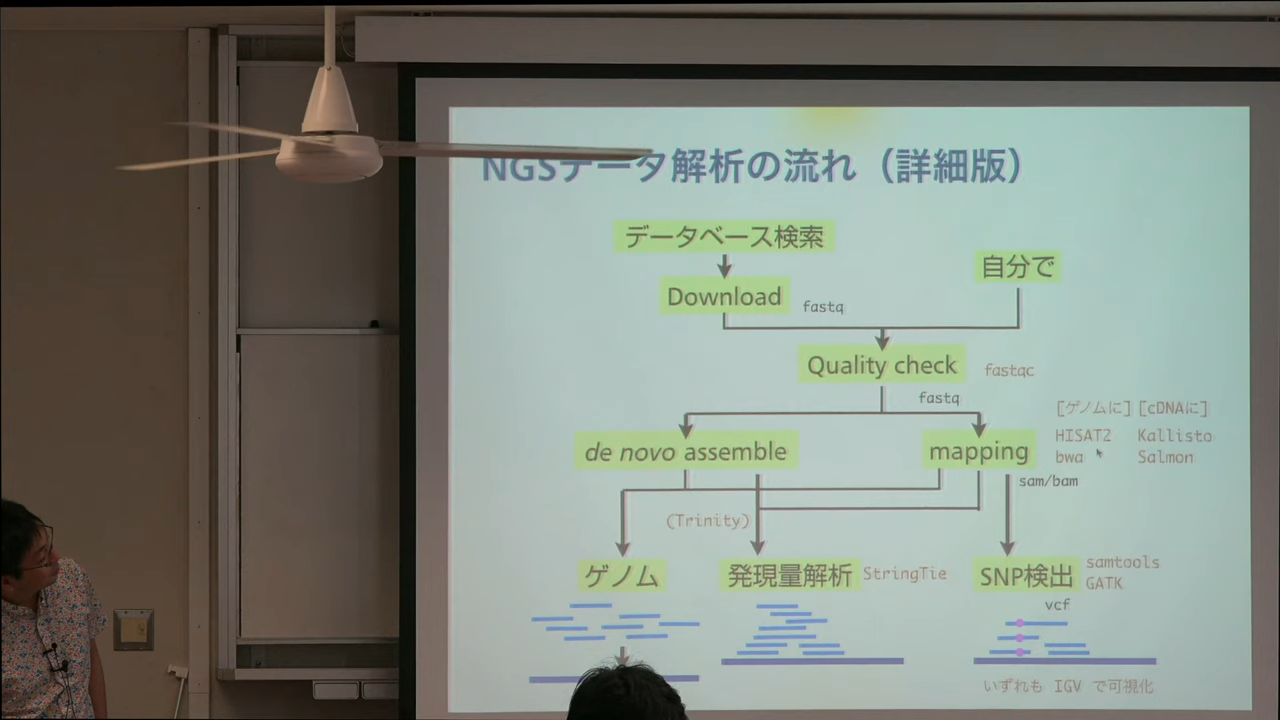 NGSデータ解析の流れ（詳細版）
データベース検索
自分で
Download
fastq
Quality check
fastqc
fastq
[ゲノムに] [cDNAに]
HISAT2 Kallisto
bwa Salmon
de novo assemble
mapping
sam/bam
(Trinity)
ゲノム
発現量解析
StringTie
SNP検出
samtools
GATK
vcf
いずれも IGV で可視化